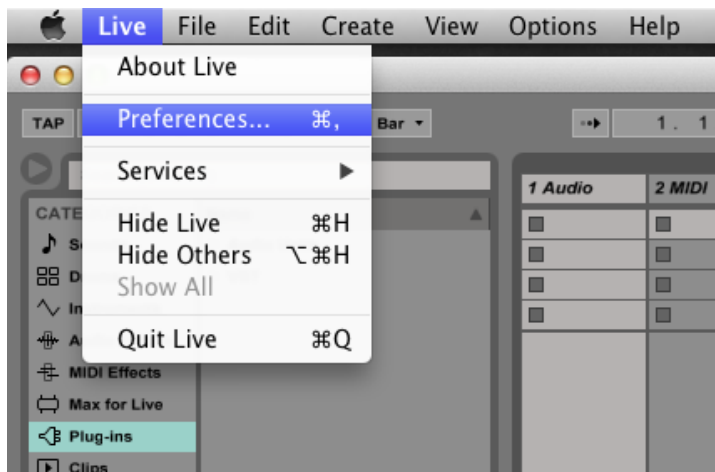 Live File Edit Create View Options Help
About Live
TAP
Preferences... ⌘,
Bar
1. 1
Services
1 Audio
2 MIDI
CATE
Hide Live ⌘H
S
Hide Others ⌥⌘H
D
Show All
In
Quit Live ⌘Q
A
MIDI Effects
Max for Live
Plug-ins
Clips